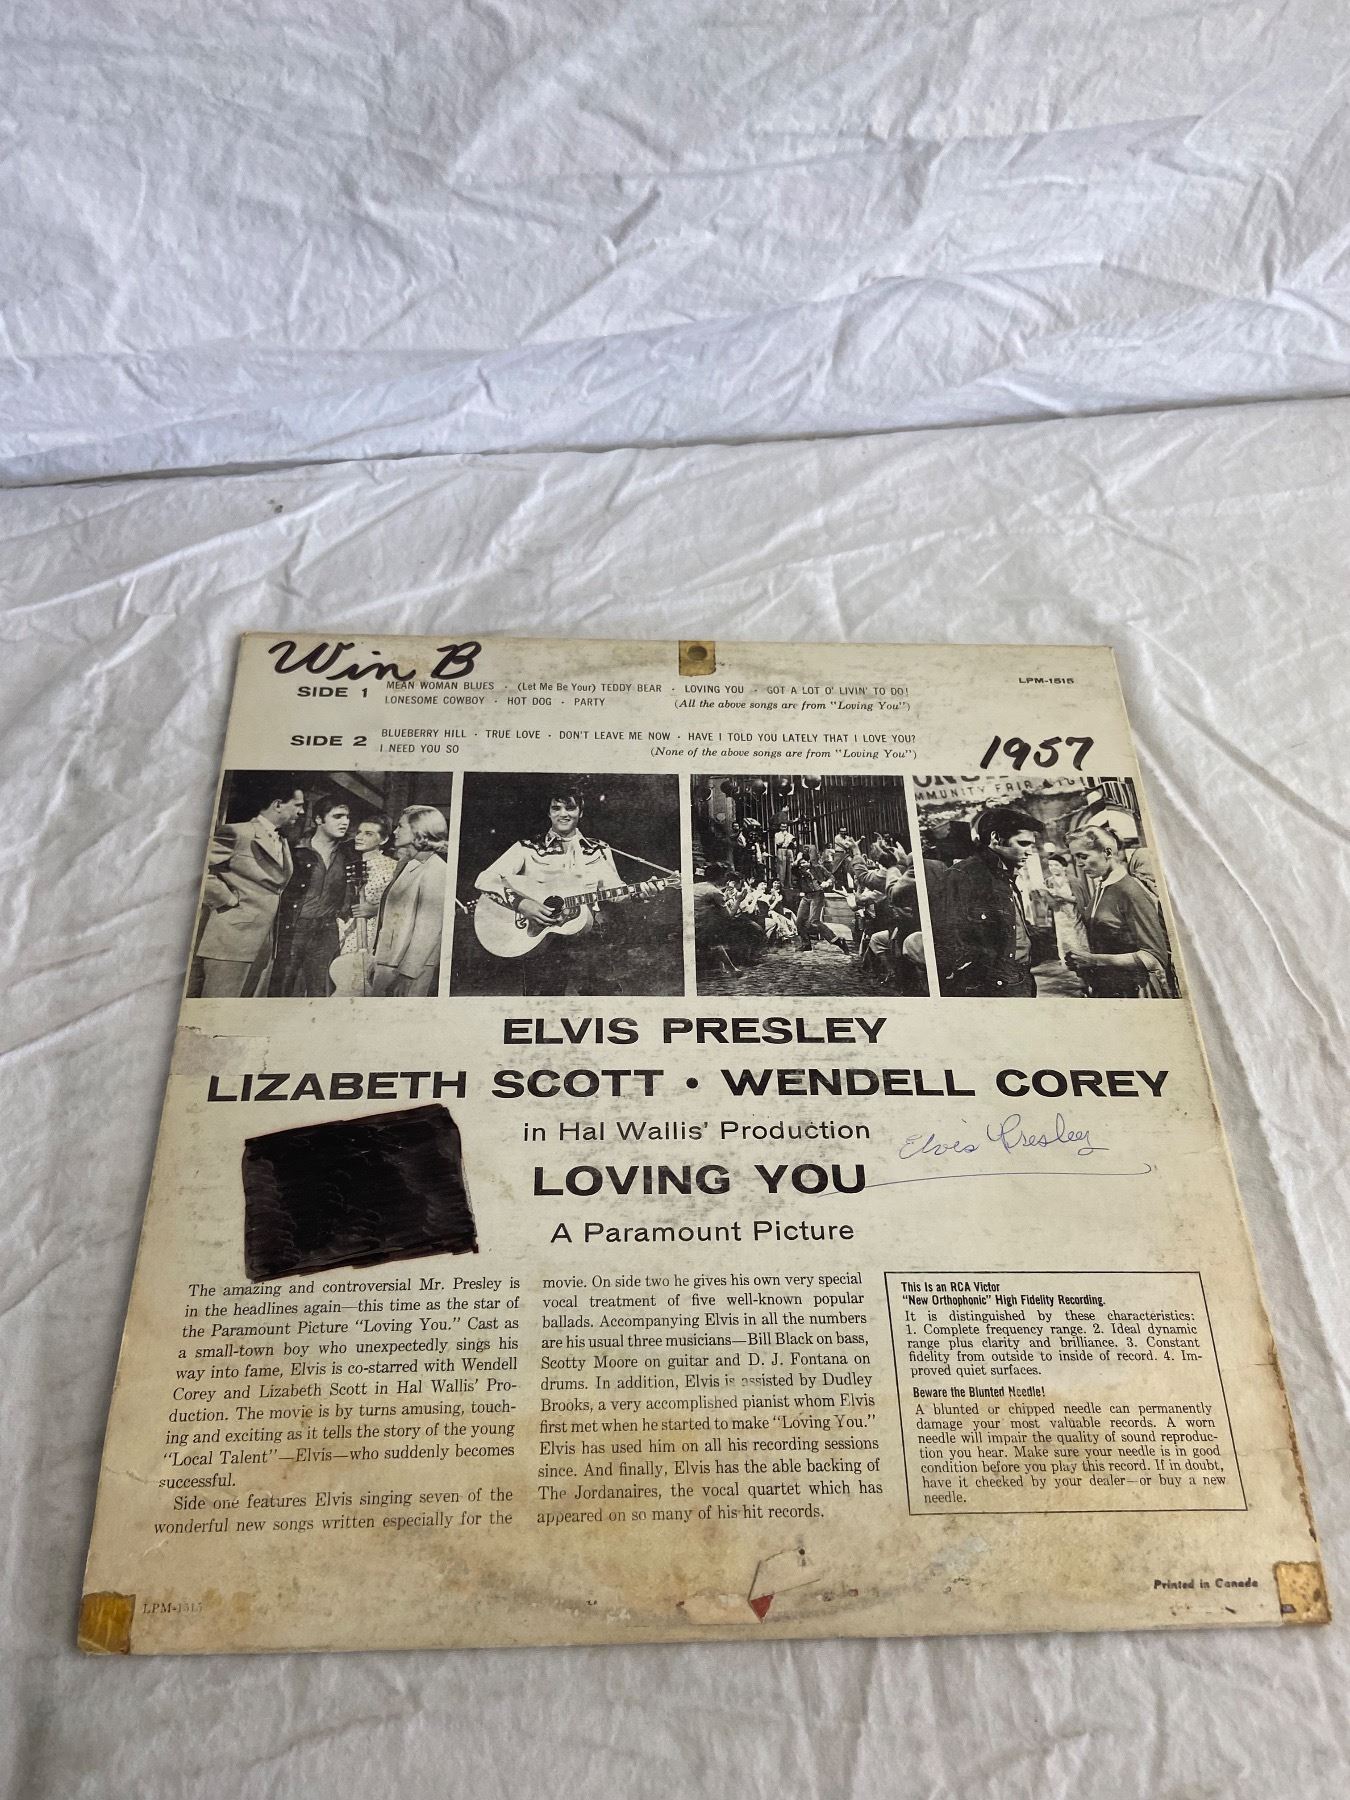 Win B
LPM-1515
SIDE 1 MEAN WOMAN BLUES · (Let Me Be Your) TEDDY BEAR · LOVING YOU · GOT A LOT O' LIVIN' TO DO!
LONESOME COWBOY · HOT DOG · PARTY (All the above songs are from "Loving You")
SIDE 2 BLUEBERRY HILL · TRUE LOVE · DON'T LEAVE ME NOW · HAVE I TOLD YOU LATELY THAT I LOVE YOU?
I NEED YOU SO (None of the above songs are from "Loving You")
1957
MUNITY FAIR
ELVIS PRESLEY
LIZABETH SCOTT • WENDELL COREY
in Hal Wallis' Production
Elvis Presley
LOVING YOU
A Paramount Picture
The amazing and controversial Mr. Presley is
in the headlines again—this time as the star of
the Paramount Picture "Loving You." Cast as
a small-town boy who unexpectedly sings his
way into fame, Elvis is co-starred with Wendell
Corey and Lizabeth Scott in Hal Wallis' Pro-
duction. The movie is by turns amusing, touch-
ing and exciting as it tells the story of the young
"Local Talent"—Elvis—who suddenly becomes
successful.
Side one features Elvis singing seven of the
wonderful new songs written especially for the
movie. On side two he gives his own very special
vocal treatment of five well-known popular
ballads. Accompanying Elvis in all the numbers
are his usual three musicians—Bill Black on bass,
Scotty Moore on guitar and D. J. Fontana on
drums. In addition, Elvis is assisted by Dudley
Brooks, a very accomplished pianist whom Elvis
first met when he started to make "Loving You."
Elvis has used him on all his recording sessions
since. And finally, Elvis has the able backing of
The Jordanaires, the vocal quartet which has
appeared on so many of his hit records.
This Is an RCA Victor
"New Orthophonic" High Fidelity Recording.
It is distinguished by these characteristics:
1. Complete frequency range. 2. Ideal dynamic
range plus clarity and brilliance. 3. Constant
fidelity from outside to inside of record. 4. Im-
proved quiet surfaces.
Beware the Blunted Needle!
A blunted or chipped needle can permanently
damage your most valuable records. A worn
needle will impair the quality of sound reproduc-
tion you hear. Make sure your needle is in good
condition before you play this record. If in doubt,
have it checked by your dealer—or buy a new
needle.
Printed in Canada
LPM-1515